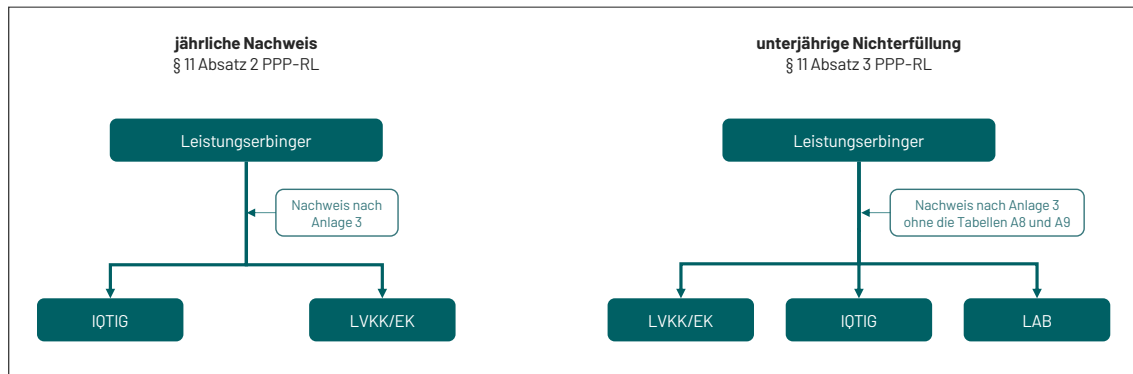 jährliche Nachweis
§ 11 Absatz 2 PPP-RL
Leistungserbinger
Nachweis nach
Anlage 3
IQTIG
LVKK/EK
unterjährige Nichterfüllung
§ 11 Absatz 3 PPP-RL
Leistungserbinger
Nachweis nach Anlage 3
ohne die Tabellen A8 und A9
LVKK/EK
IQTIG
LAB